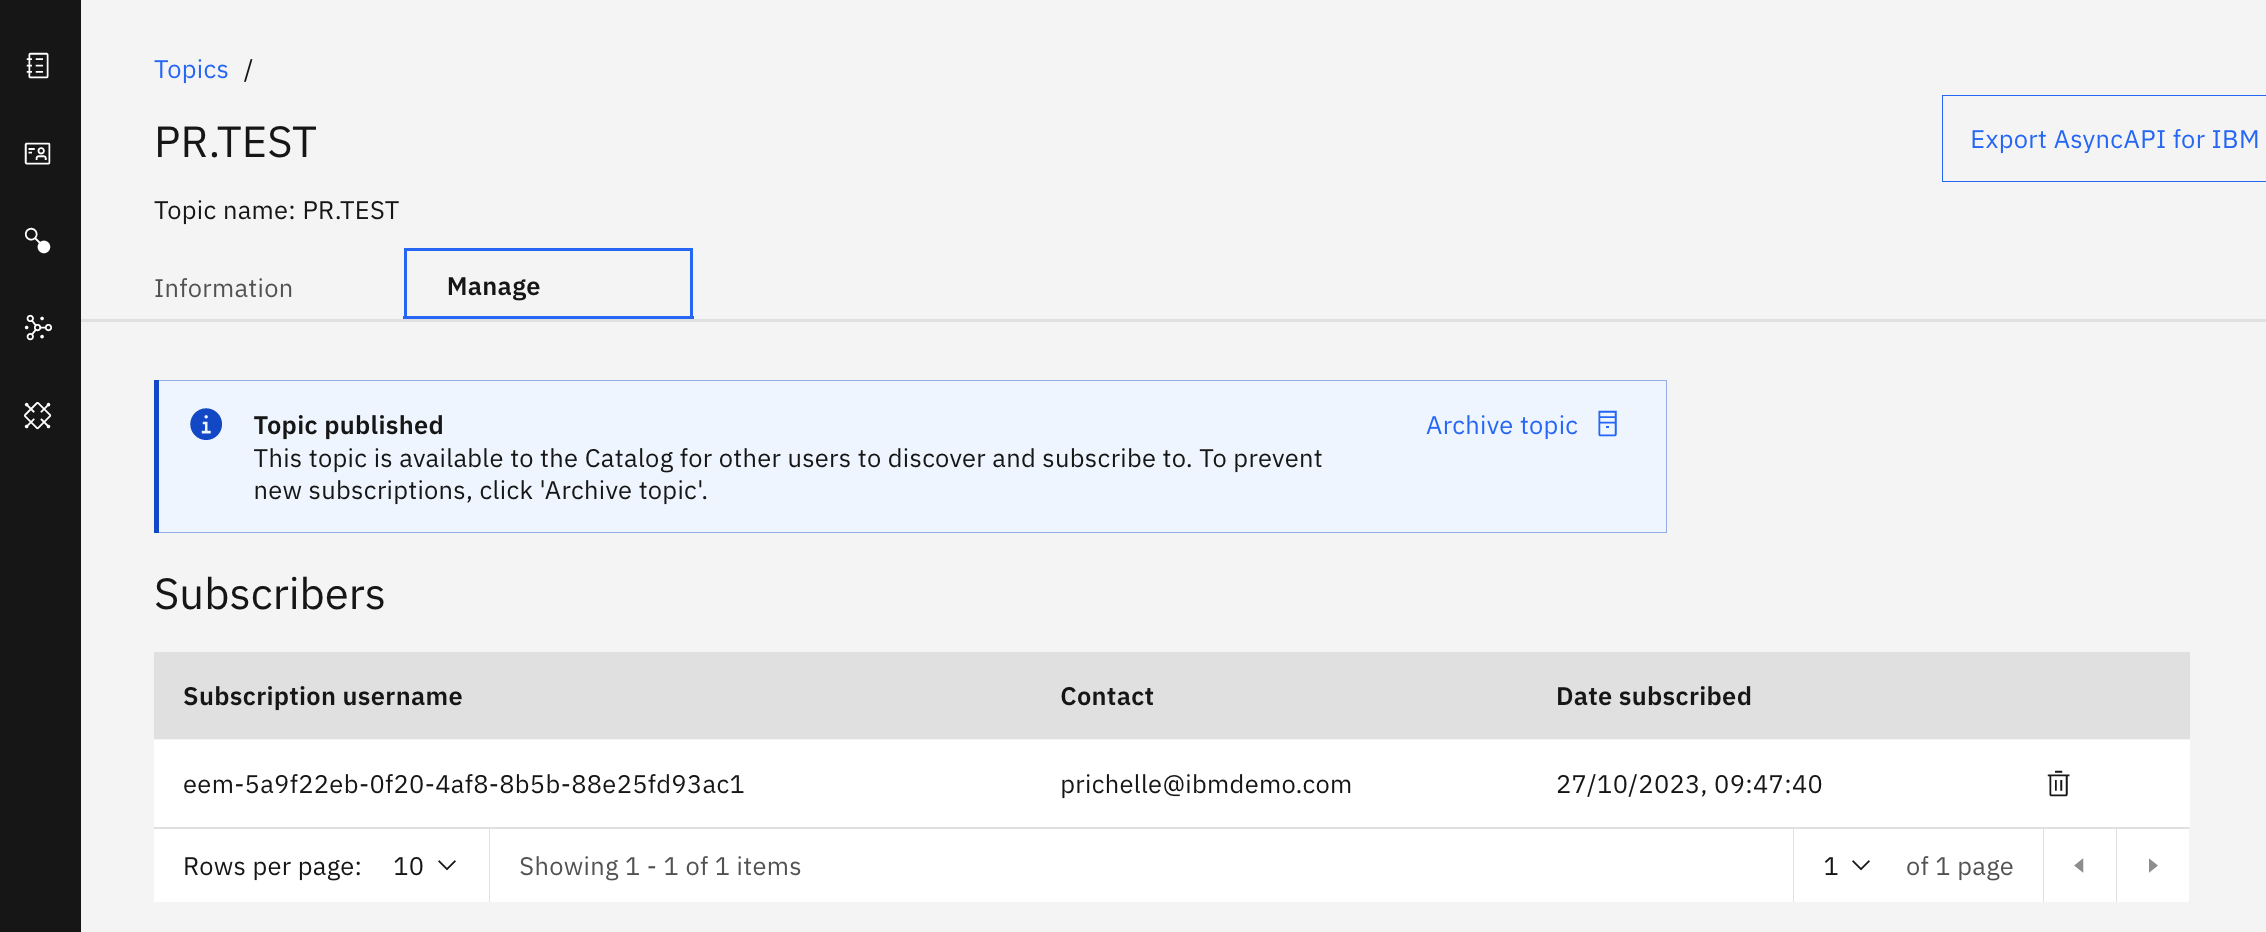 Topics /
PR.TEST
Export AsyncAPI for IBM
Topic name: PR.TEST
Information
Manage
Topic published
Archive topic
This topic is available to the Catalog for other users to discover and subscribe to. To prevent
new subscriptions, click 'Archive topic'.
Subscribers
Subscription username Contact Date subscribed
eem-5a9f22eb-0f20-4af8-8b5b-88e25fd93ac1 prichelle@ibmdemo.com 27/10/2023, 09:47:40
Rows per page: 10 Showing 1 - 1 of 1 items 1 of 1 page